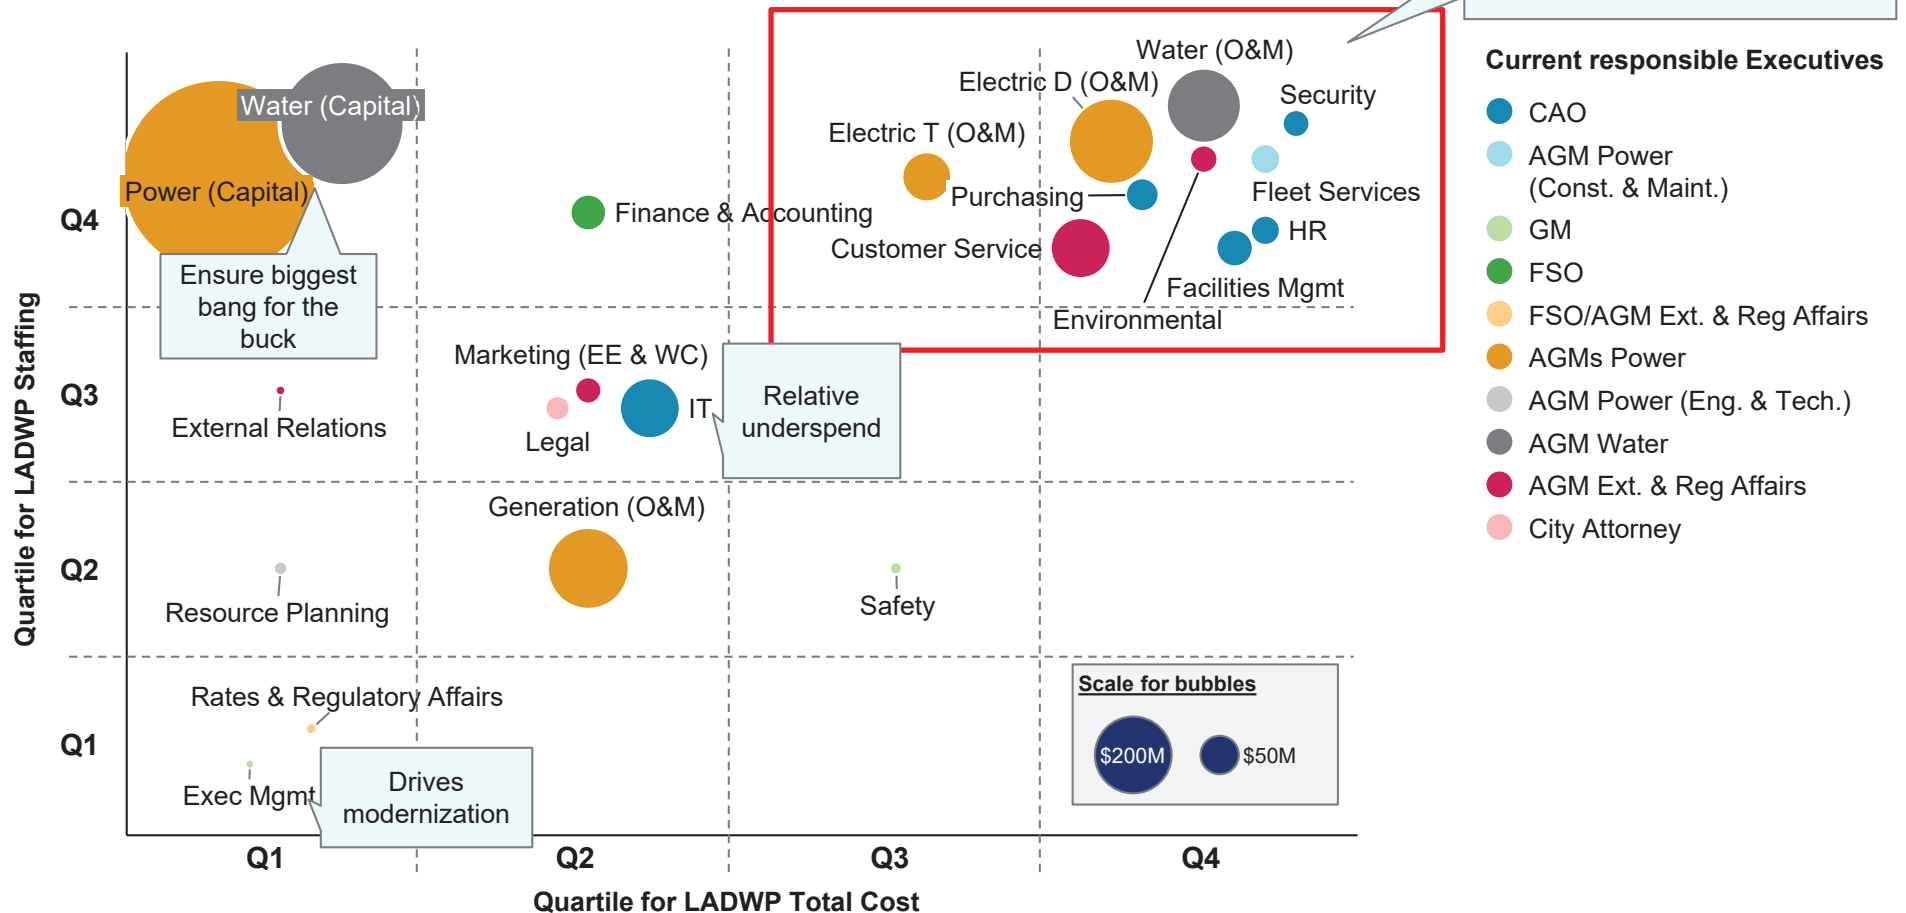 Water (O&M)
Electric D (O&M)
Security
Electric T (O&M)
Water (Capital)
Power (Capital)
Purchasing
Fleet Services
Finance & Accounting
HR
Customer Service
Facilities Mgmt
Environmental
Ensure biggest
bang for the
buck
Marketing (EE & WC)
IT
Legal
Relative
underspend
External Relations
Generation (O&M)
Resource Planning
Safety
Rates & Regulatory Affairs
Exec Mgmt
Drives
modernization
Scale for bubbles
$200M
$50M
Quartile for LADWP Staffing
Q4
Q3
Q2
Q1
Q1
Q2
Q3
Q4
Quartile for LADWP Total Cost
Current responsible Executives
CAO
AGM Power
(Const. & Maint.)
GM
FSO
FSO/AGM Ext. & Reg Affairs
AGMs Power
AGM Power (Eng. & Tech.)
AGM Water
AGM Ext. & Reg Affairs
City Attorney